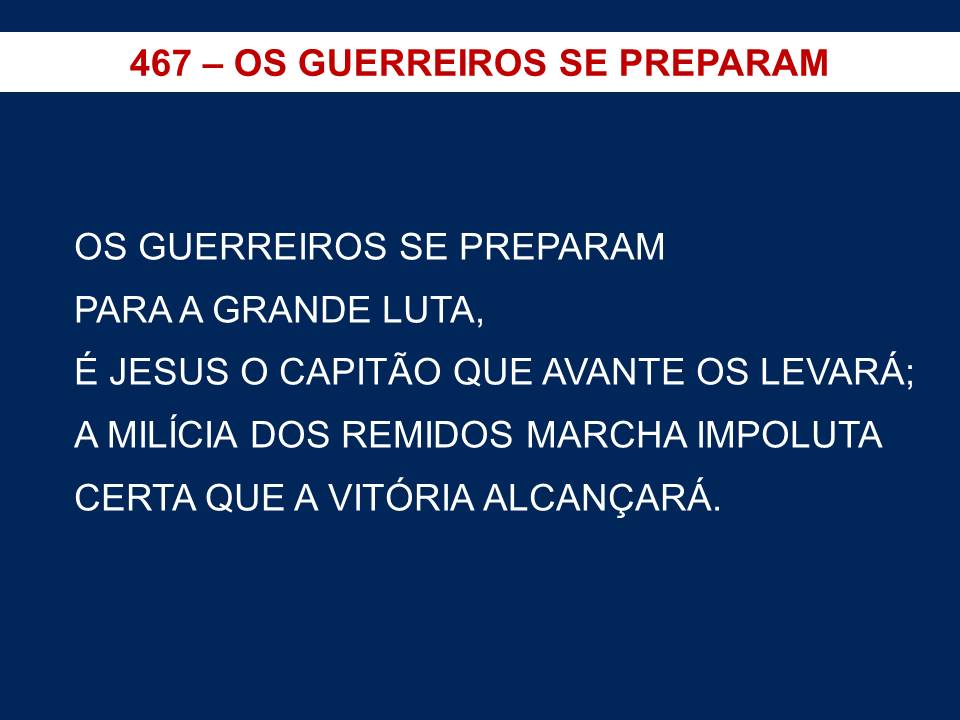 467 – OS GUERREIROS SE PREPARAM
OS GUERREIROS SE PREPARAM
PARA A GRANDE LUTA,
É JESUS O CAPITÃO QUE AVANTE OS LEVARÁ;
A MILÍCIA DOS REMIDOS MARCHA IMPOLUTA
CERTA QUE A VITÓRIA ALCANÇARÁ.